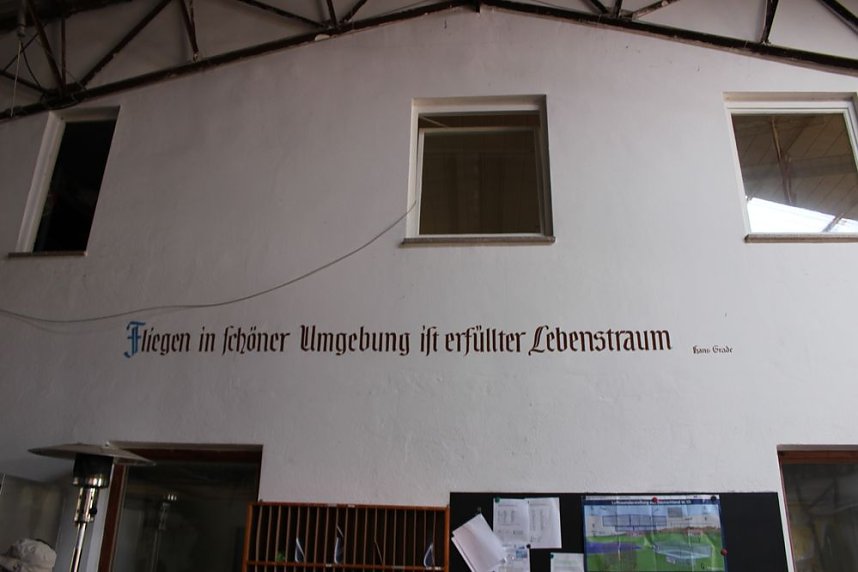 Fliegen in schöner Umgebung ist erfüllter Lebenstraum
Hans Grade